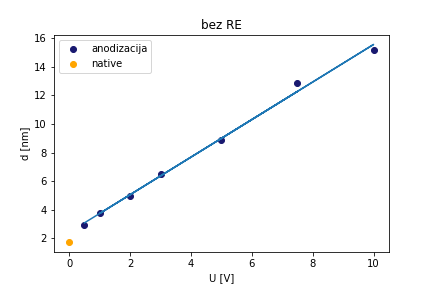 bez RE
anodizacija
native
d [nm]
16
14
12
10
8
6
4
2
0 2 4 6 8 10
U [V]